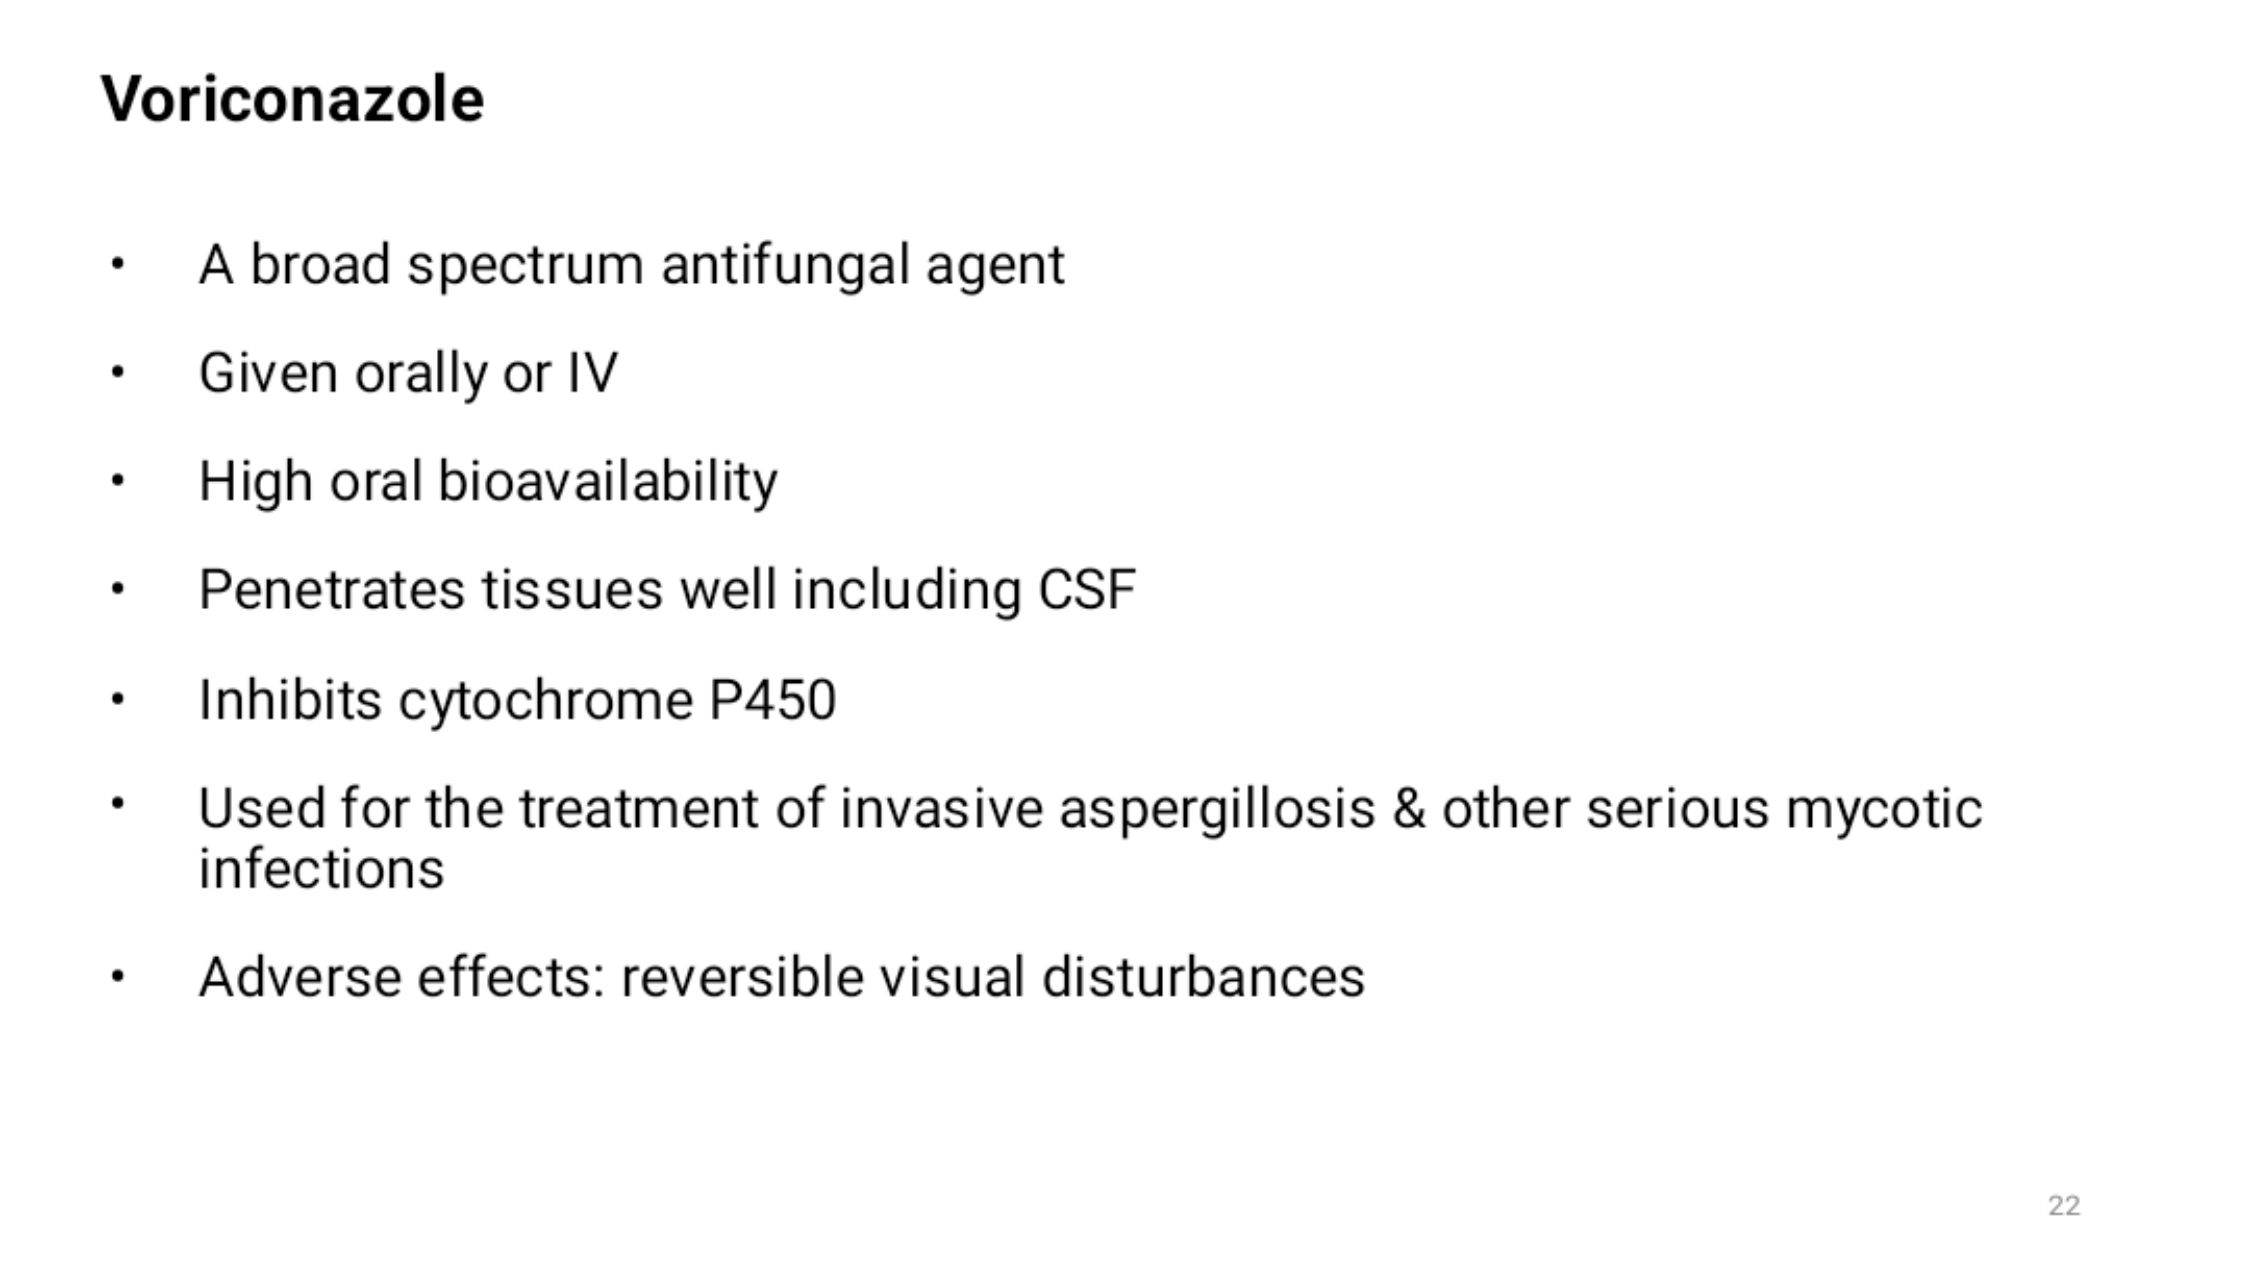 Voriconazole
• A broad spectrum antifungal agent
• Given orally or IV
• High oral bioavailability
• Penetrates tissues well including CSF
• Inhibits cytochrome P450
• Used for the treatment of invasive aspergillosis & other serious mycotic
infections
• Adverse effects: reversible visual disturbances
22